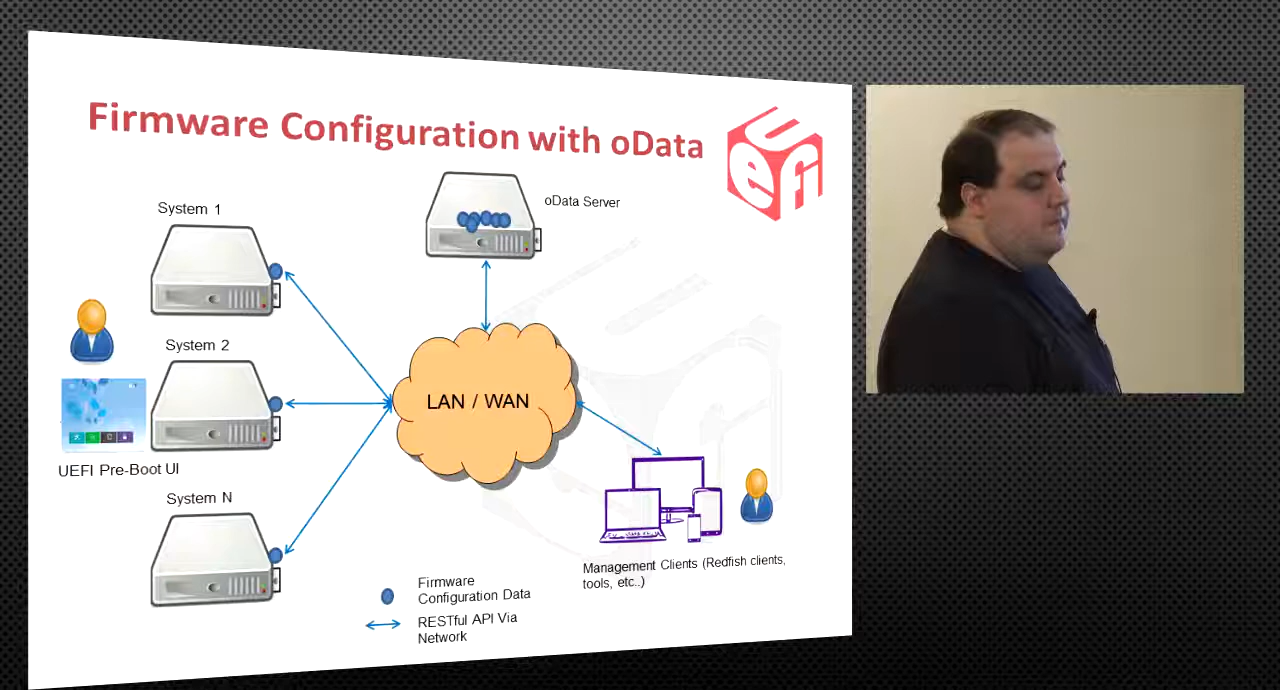 Firmware Configuration with oData
UEFI
System 1
oData Server
System 2
LAN / WAN
UEFI Pre-Boot UI
System N
Management Clients (Redfish clients,
tools, etc..)
Firmware
Configuration Data
RESTful API Via
Network